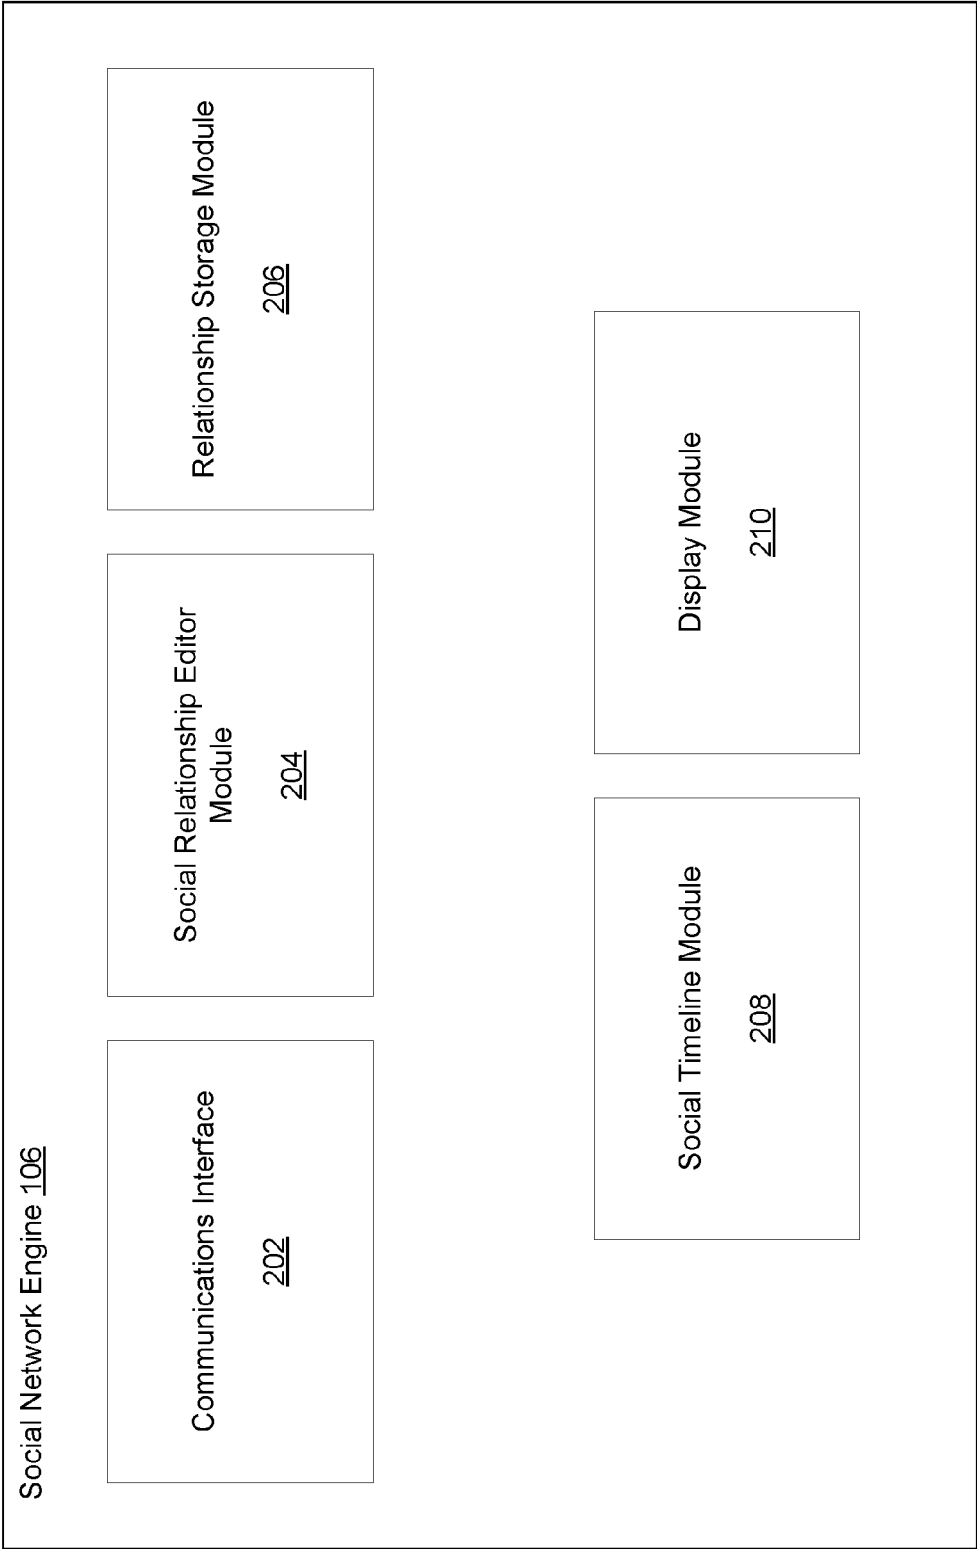 Social Network Engine 106
Communications Interface
202
Social Relationship Editor
Module
204
Relationship Storage Module
206
Social Timeline Module
208
Display Module
210